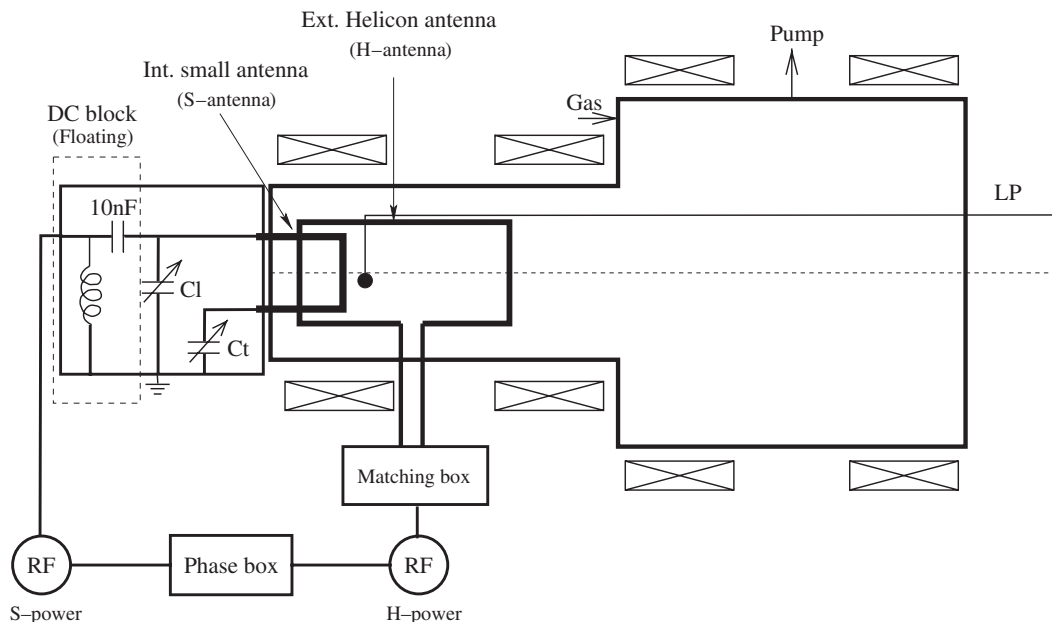 Ext. Helicon antenna
(H–antenna)
Pump
Int. small antenna
(S–antenna)
Gas
DC block
(Floating)
10nF
LP
Cl
Ct
Matching box
RF
Phase box
RF
S–power
H–power